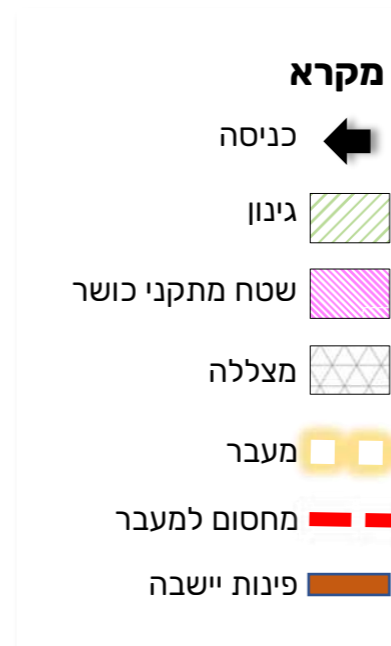 מקרא
כניסה
גינון
שטח מתקני כושר
מצללה
מעבר
מחסום למעבר
פינות יישבה